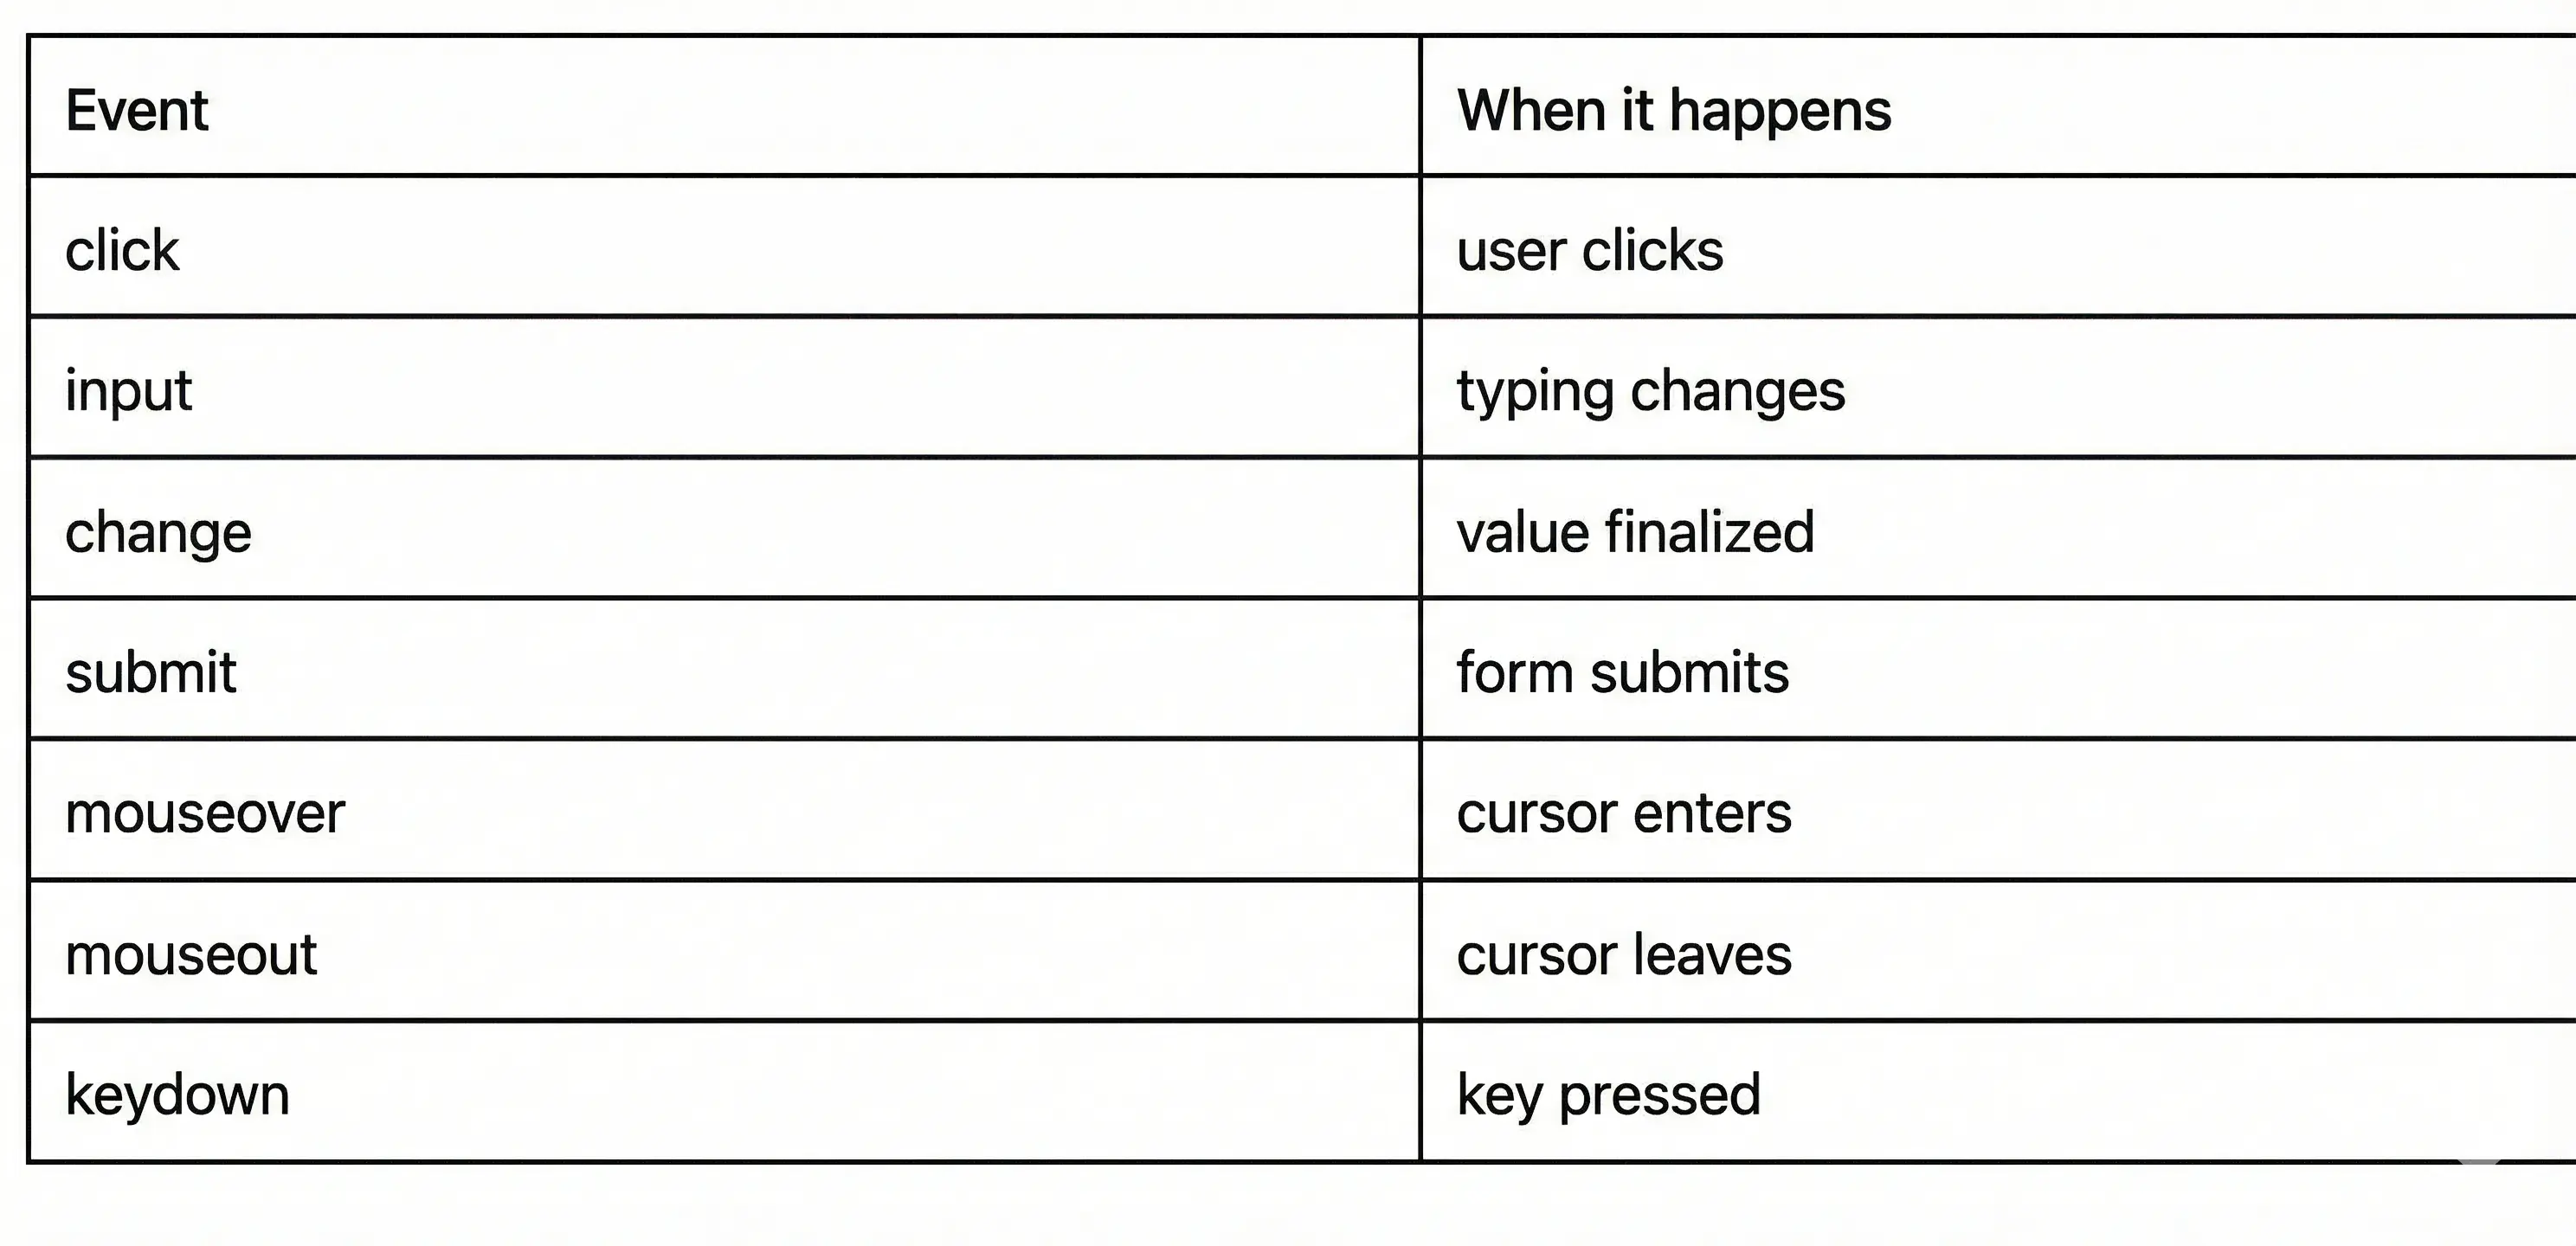 Event When it happens
click user clicks
input typing changes
change value finalized
submit form submits
mouseover cursor enters
mouseout cursor leaves
keydown key pressed